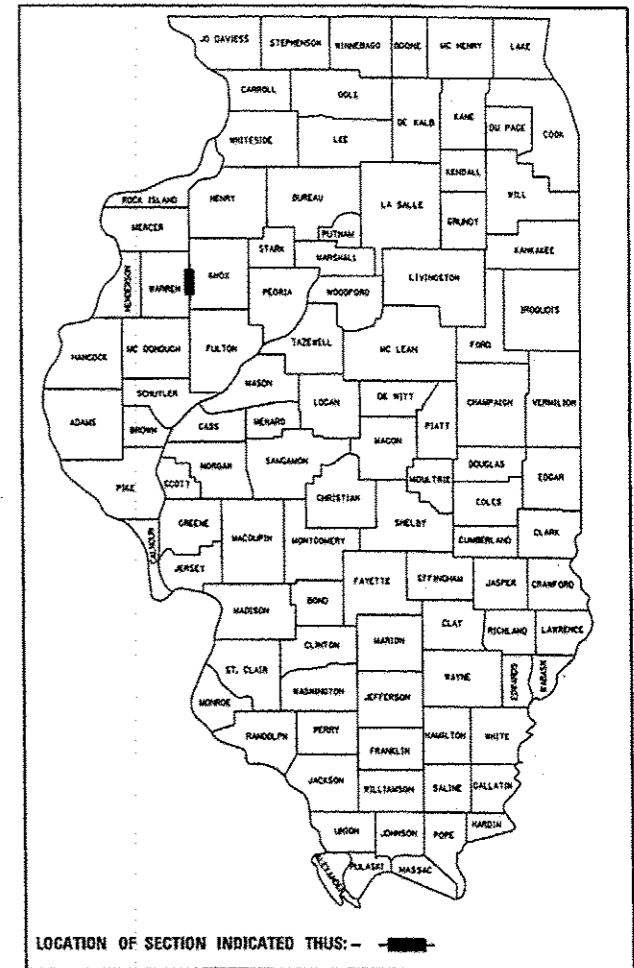 JO DAVIESS STEPHENSON WINNEBAGO BOONE MC HENRY LAKE
CARROLL OGLE DE KALB KANE DU PAGE COOK
WHITESIDE LEE
KENDALL WILL
ROCK ISLAND HENRY BUREAU LA SALLE GRUNDY
MERCER PUTNAM KANKAKEE
STARK MARSHALL LIVINGSTON
HENDERSON WARREN KNOX PEORIA WOODFORD IROQUOIS
TAZEWELL FORD
HANCOCK MC DONOUGH FULTON MC LEAN
MASON
SCHUYLER LOGAN DE WITT CHAMPAIGN VERMILION
ADAMS BROWN CASS MENARD PIATT
MACON
MORGAN SANGAMON DOUGLAS
PIKE SCOTT MOULTRIE EDGAR
CHRISTIAN COLES
GREENE SHELBY
CALHOUN MACOUPIN MONTGOMERY CUMBERLAND CLARK
JERSEY
FAYETTE EFFINGHAM JASPER CRAWFORD
MADISON BOND
CLAY RICHLAND LAWRENCE
CLINTON MARION
ST. CLAIR WAYNE EDWARDS WABASH
WASHINGTON JEFFERSON
MONROE
RANDOLPH PERRY HAMILTON WHITE
FRANKLIN
JACKSON WILLIAMSON SALINE GALLATIN
UNION JOHNSON POPE HARDIN
ALEXANDER PULASKI MASSAC
LOCATION OF SECTION INDICATED THUS: -